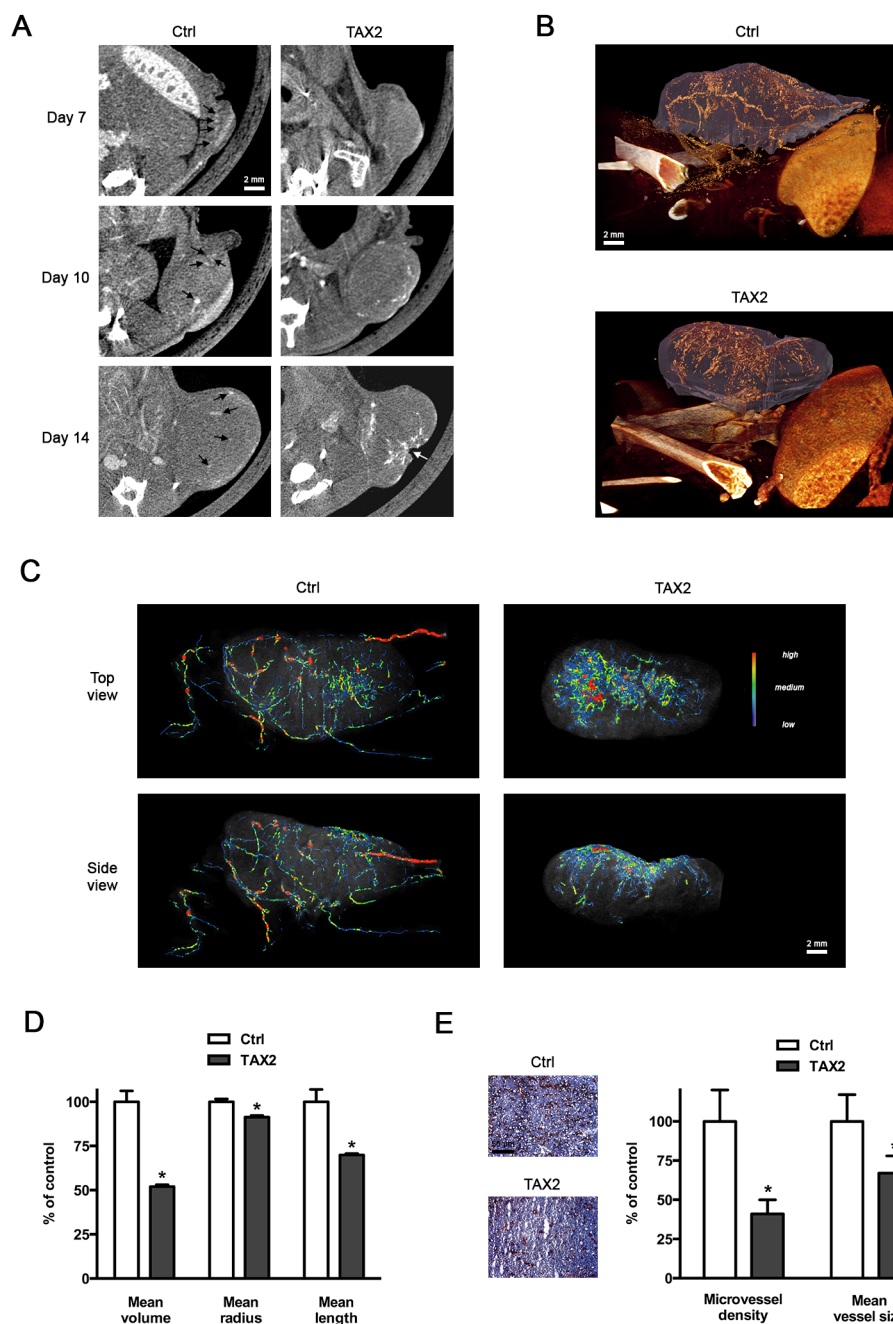 A
Ctrl
TAX2
Day 7
2 mm
Day 10
Day 14
B
Ctrl
2 mm
TAX2
C
Ctrl
TAX2
Top
view
high
medium
low
Side
view
2 mm
D
Ctrl
TAX2
% of control
100
75
50
25
0
*
*
*
Mean
volume
Mean
radius
Mean
length
E
Ctrl
TAX2
Ctrl
TAX2
% of control
100
75
50
25
0
*
Microvessel
density
Mean
vessel